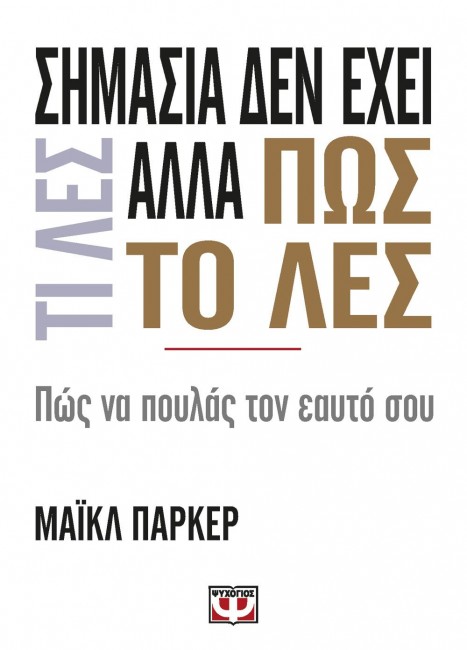 ΣΗΜΑΣΙΑ ΔΕΝ ΕΧΕΙ
ΤΙ ΛΕΣ
ΑΛΛΑ ΠΩΣ
ΤΟ ΛΕΣ
Πώς να πουλάς τον εαυτό σου
ΜΑΪΚΛ ΠΑΡΚΕΡ
ΨΥΧΟΓΙΟΣ